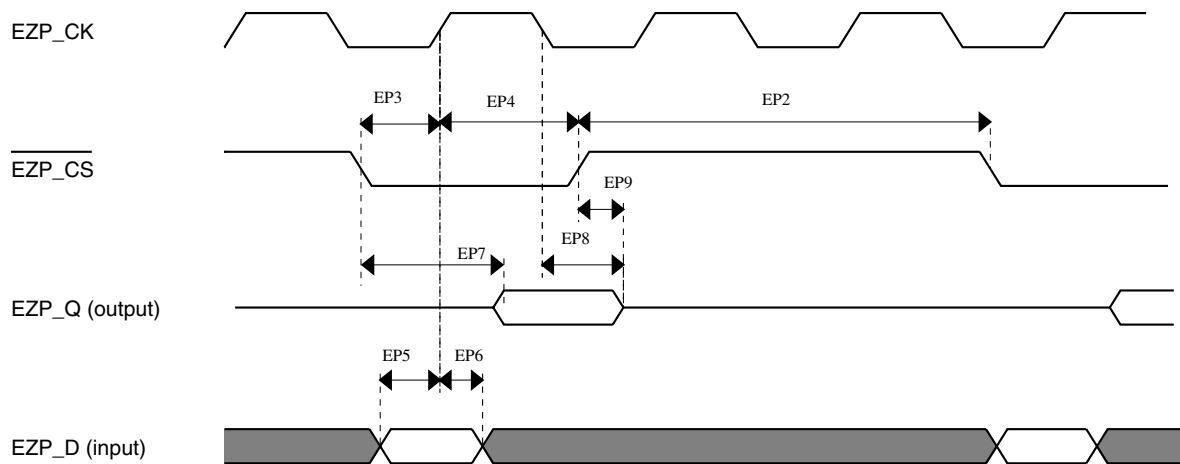 EZP_CK
EP3
EP4
EP2
EZP_CS
EP9
EP8
EP7
EZP_Q (output)
EP5
EP6
EZP_D (input)